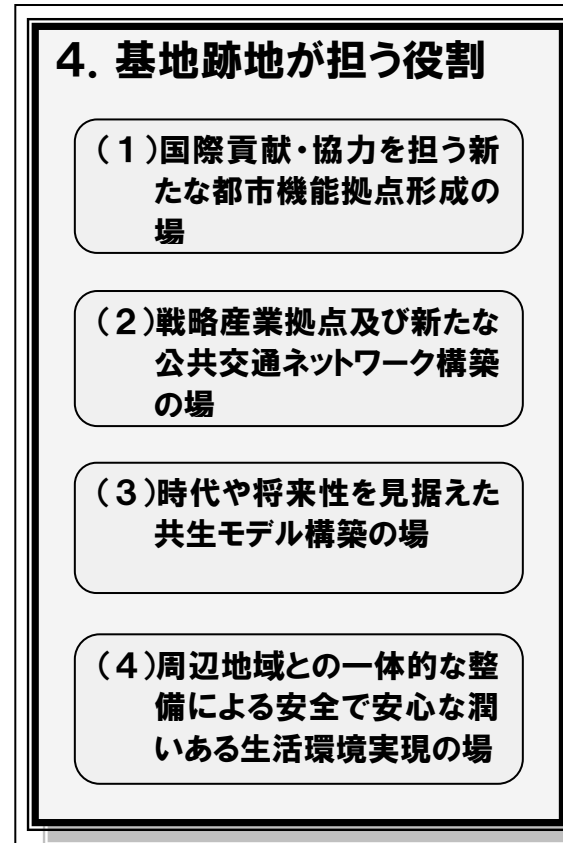 ４．基地跡地が担う役割
（１）国際貢献・協力を担う新
たな都市機能拠点形成の
場
（２）戦略産業拠点及び新たな
公共交通ネットワーク構築
の場
（３）時代や将来性を見据えた
共生モデル構築の場
（４）周辺地域との一体的な整
備による安全で安心な潤
いある生活環境実現の場